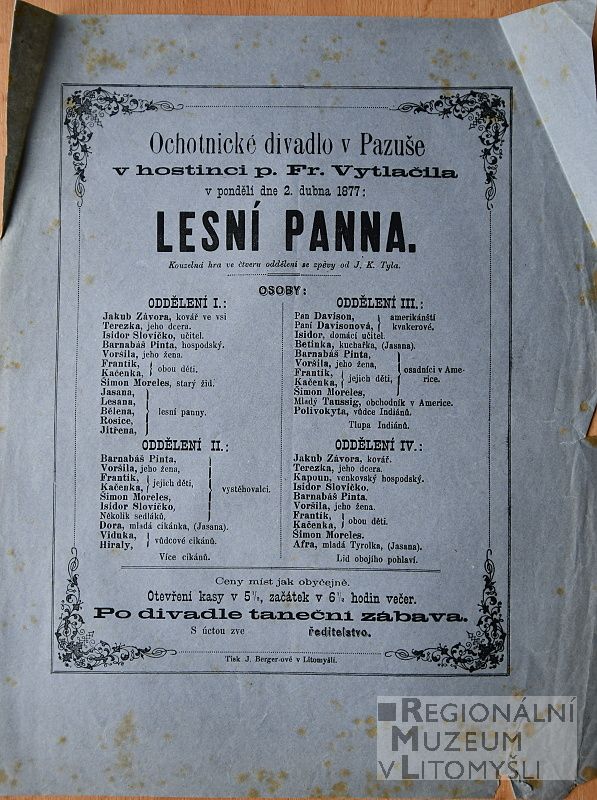 Ochotnické divadlo v Pazuše
v hostinci p. Fr. Vytlačila
v pondělí dne 2. dubna 1877:
LESNÍ PANNA.
Kouzelná hra ve čtveru oddělení se zpěvy od J. K. Tyla.
OSOBY:
ODDĚLENÍ I.:
Jakub Závora, kovář ve vsi
Terezka, jeho dcera.
Isidor Slovíčko, učitel.
Barnabáš Pinta, hospodský.
Voršila, jeho žena.
Frantík,
Kačenka, } obou děti.
Šimon Moreles, starý žid.
Jasana,
Lesana,
Bělena, } lesní panny.
Rosice,
Jitřena,
ODDĚLENÍ II.:
Barnabáš Pinta,
Voršila, jeho žena,
Frantík,
Kačenka, } jejich děti,
Šimon Moreles, } vystěhovalci.
Isidor Slovíčko,
Několik sedláků,
Dora, mladá cikánka, (Jasana).
Viduka,
Hiraly, } vůdcové cikánů.
Více cikánů.
ODDĚLENÍ III.:
Pan Davison, } amerikánští
Paní Davisonová, } kvakerové.
Isidor, domácí učitel.
Betinka, kuchařka, (Jasana).
Barnabáš Pinta,
Voršila, jeho žena,
Frantík, } jejich děti, } osadníci v Ame-
Kačenka, rice.
Šimon Moreles,
Mladý Taussig, obchodník v Americe.
Polivokyta, vůdce Indiánů.
Tlupa Indiánů.
ODDĚLENÍ IV.:
Jakub Závora, kovář.
Terezka, jeho dcera.
Kapoun, venkovský hospodský.
Isidor Slovíčko.
Barnabáš Pinta.
Voršila, jeho žena.
Frantík,
Kačenka, } obou děti.
Šimon Moreles.
Afra, mladá Tyrolka, (Jasana).
Lid obojího pohlaví.
Ceny míst jak obyčejně.
Otevření kasy v 5½, začátek v 6½ hodin večer.
Po divadle taneční zábava.
S úctou zve ředitelstvo.
Tisk J. Berger-ové v Litomyšli.
REGIONÁLNÍ
MUZEUM
V LITOMYŠLI